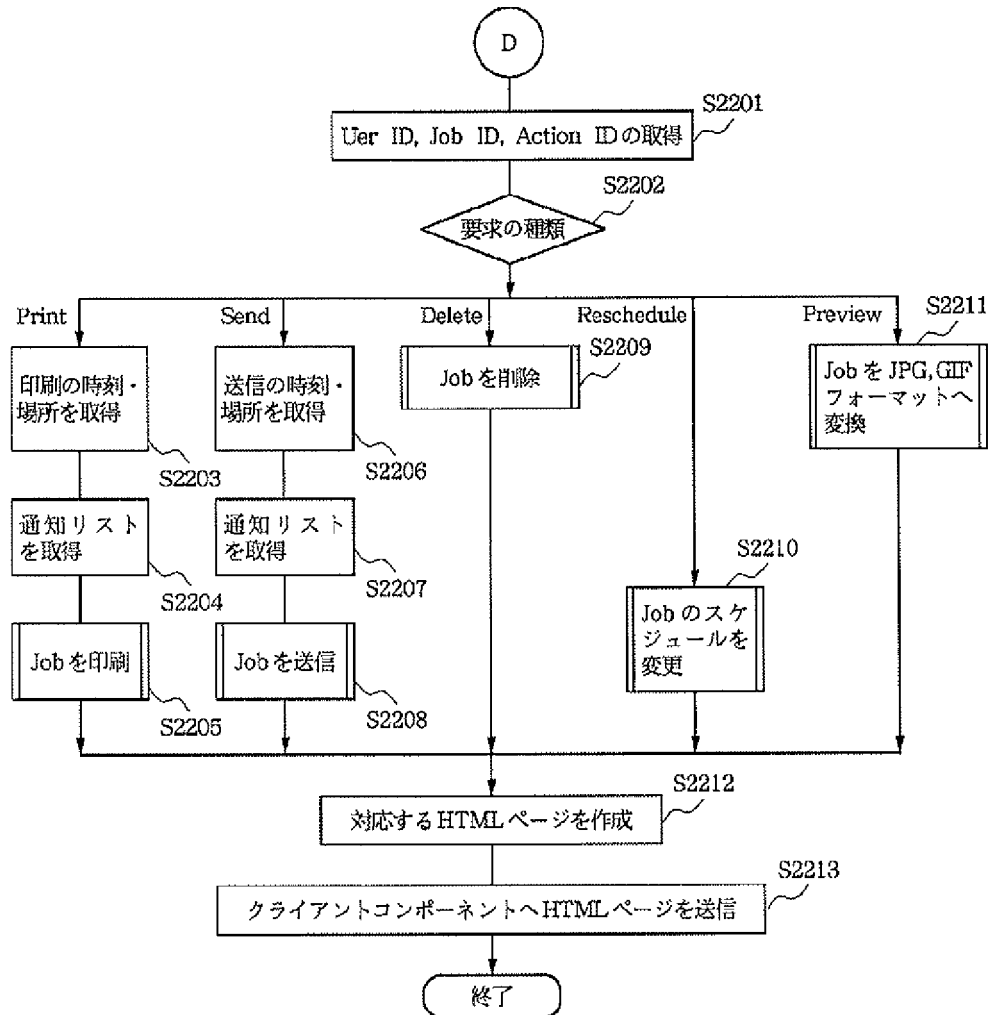 D
S2201
Uer ID, Job ID, Action IDの取得
S2202
要求の種類
Print
Send
Delete
Reschedule
Preview
S2211
S2209
印刷の時刻・
場所を取得
S2203
送信の時刻・
場所を取得
S2206
Jobを削除
JobをJPG,GIF
フォーマットへ
変換
通知リスト
を取得
S2204
通知リスト
を取得
S2207
S2210
Jobを印刷
S2205
Jobを送信
S2208
Jobのスケ
ジュールを
変更
S2212
対応するHTMLページを作成
S2213
クライアントコンポーネントへHTMLページを送信
終了